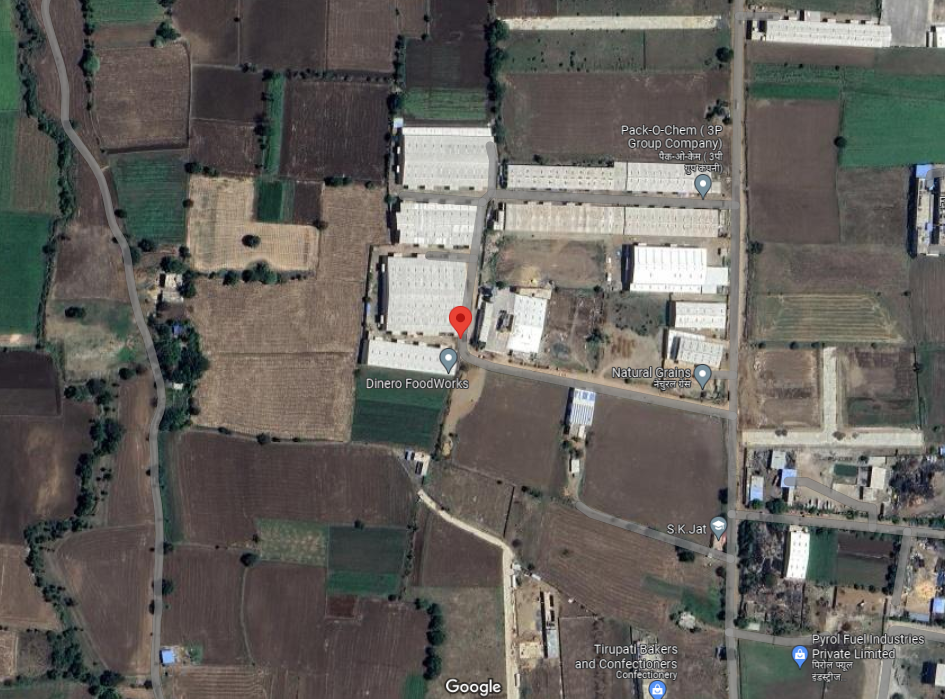 Pack-O-Chem ( 3P
Group Company)
पैक-ओ-केम ( 3पी
ग्रुप कंपनी)
Dinero FoodWorks
Natural Grains
नेचुरल ग्रेंस
S.K.Jat
Tirupati Bakers
and Confectioners
Confectionery
Pyrol Fuel Industries
Private Limited
पिरोल फ्यूल
इंडस्ट्रीज
Google